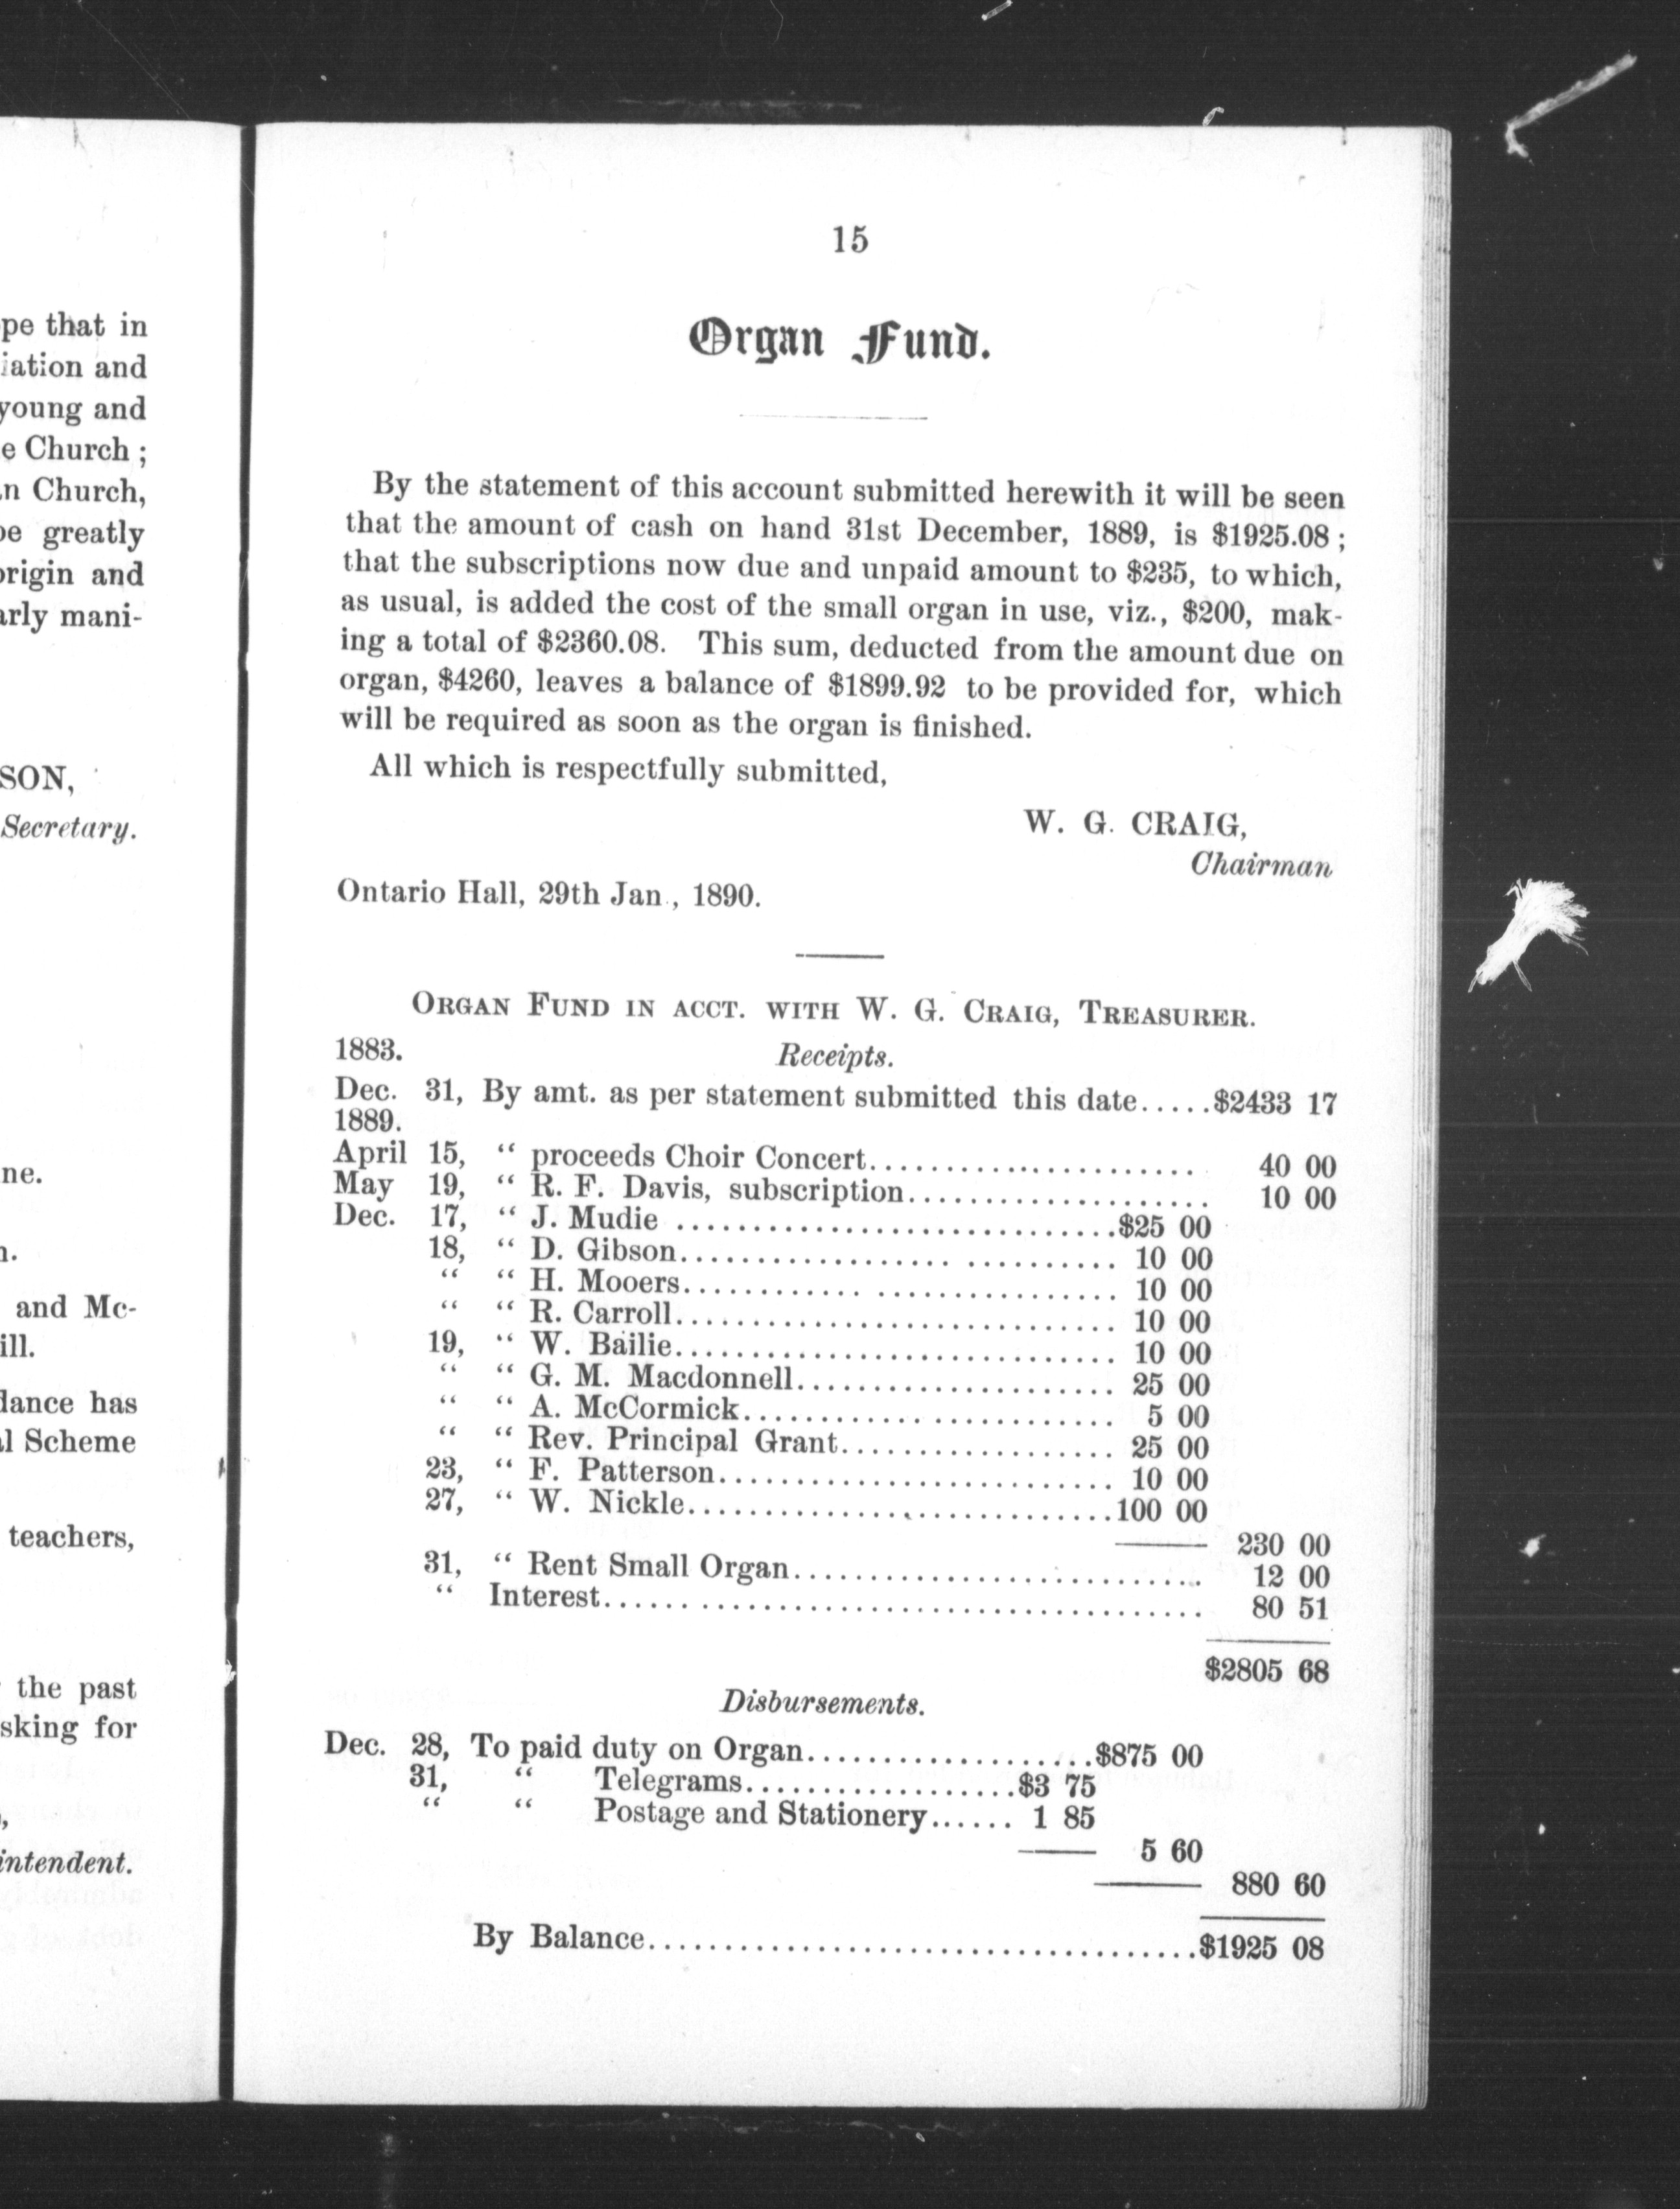 pe that in
iation and
young and
e Church ;
n Church,
be greatly
origin and
arly mani-
SON,
Secretary.
ne.
n.
and Mc-
ill.
dance has
al Scheme
teachers,
the past
sking for
intendent.
15
Organ Fund.
By the statement of this account submitted herewith it will be seen
that the amount of cash on hand 31st December, 1889, is $1925.08 ;
that the subscriptions now due and unpaid amount to $235, to which,
as usual, is added the cost of the small organ in use, viz., $200, mak-
ing a total of $2360.08. This sum, deducted from the amount due on
organ, $4260, leaves a balance of $1899.92 to be provided for, which
will be required as soon as the organ is finished.
All which is respectfully submitted,
W. G. CRAIG,
Chairman
Ontario Hall, 29th Jan., 1890.
ORGAN FUND IN ACCT. WITH W. G. CRAIG, TREASURER.
1883. Receipts.
Dec. 31, By amt. as per statement submitted this date.....$2433 17
1889.
April 15, “ proceeds Choir Concert........................ 40 00
May 19, “ R. F. Davis, subscription.................... 10 00
Dec. 17, “ J. Mudie .............................$25 00
18, “ D. Gibson................... .......... 10 00
“ “ H. Mooers............. .............. 10 00
“ “ R. Carroll............................. 10 00
19, “ W. Bailie............................. 10 00
“ “ G. M. Macdonnell..................... 25 00
“ “ A. McCormick........................ 5 00
“ “ Rev. Principal Grant.................. 25 00
23, “ F. Patterson.......................... 10 00
27, “ W. Nickle............................100 00
230 00
31, “ Rent Small Organ........................... 12 00
“ Interest....................................... 80 51
$2805 68
Disbursements.
Dec. 28, To paid duty on Organ...................$875 00
31, “ Telegrams..................$3 75
“ “ Postage and Stationery...... 1 85
5 60
880 60
By Balance....................................$1925 08